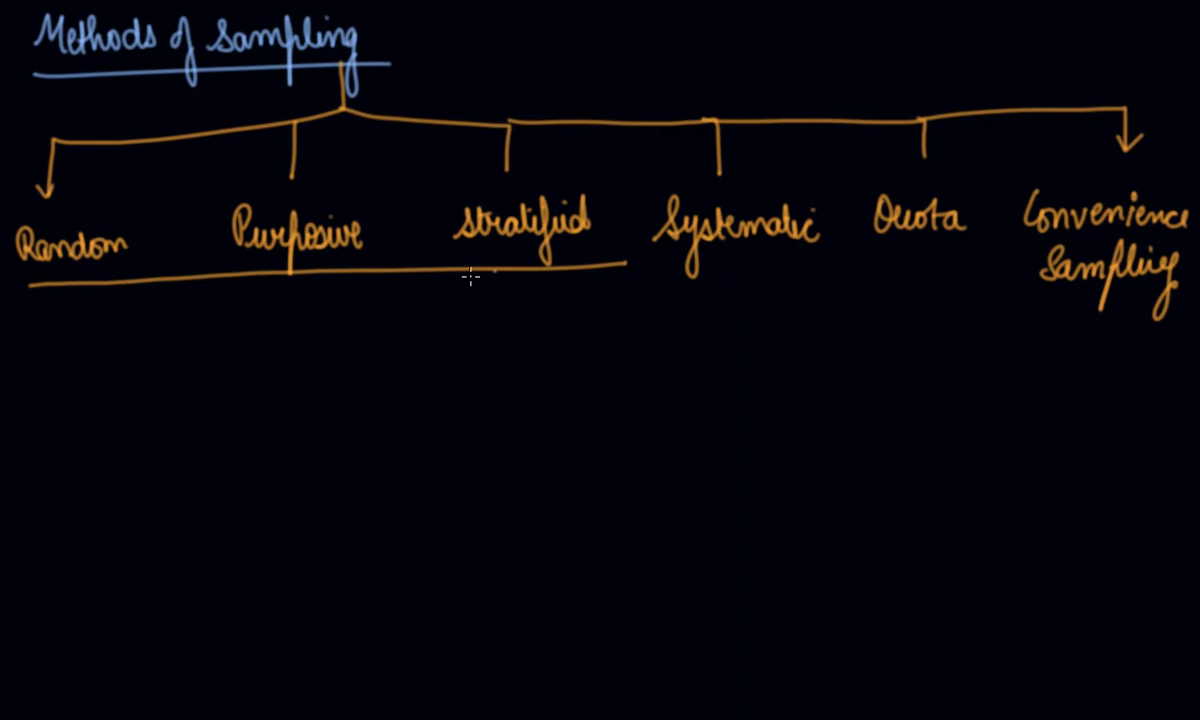 Methods of Sampling
Random Purposive Stratified Systematic Quota Convenience
Sampling